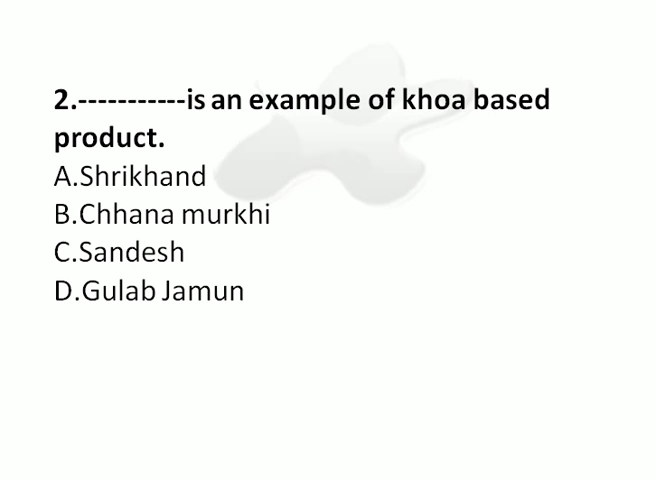 2.-----------is an example of khoa based
product.
A.Shrikhand
B.Chhana murkhi
C.Sandesh
D.Gulab Jamun